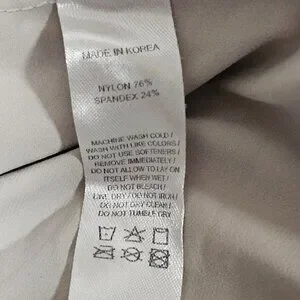 MADE IN KOREA
NYLON 76%
SPANDEX 24%
MACHINE WASH COLD /
WASH WITH LIKE COLORS /
DO NOT USE SOFTENERS /
REMOVE IMMEDIATELY /
DO NOT ALLOW TO LAY ON
ITSELF WHEN WET /
DO NOT BLEACH /
LINE DRY / DO NOT IRON /
DO NOT DRY CLEAN /
DO NOT TUMBLE DRY